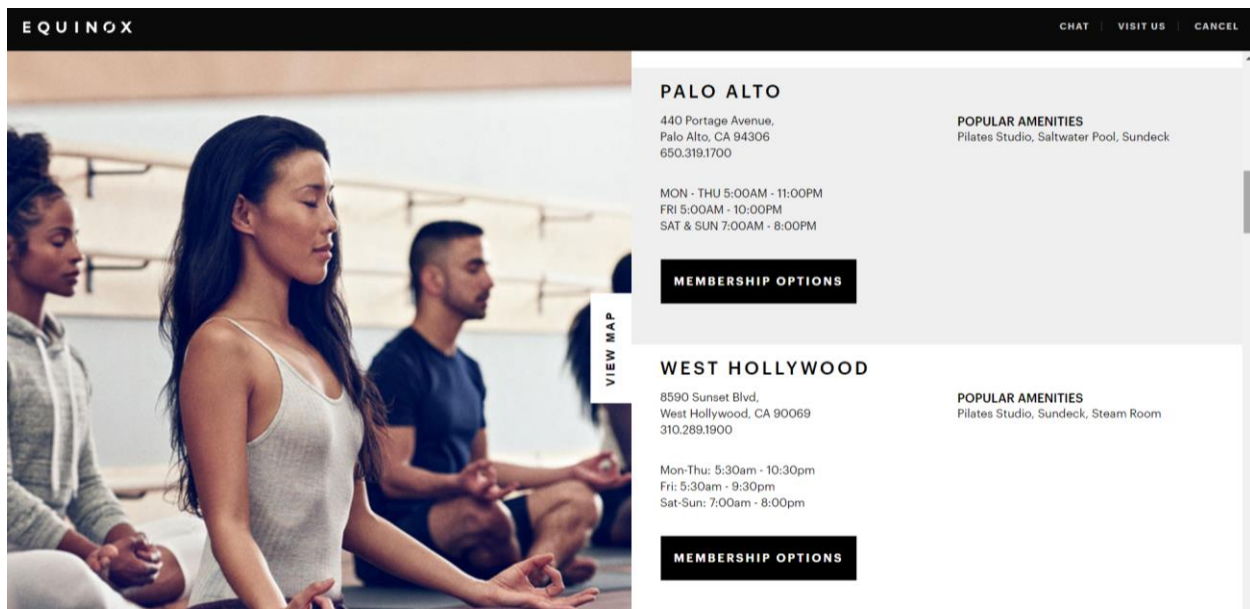 EQUINOX
CHAT | VISIT US | CANCEL
PALO ALTO
440 Portage Avenue,
Palo Alto, CA 94306
650.319.1700
POPULAR AMENITIES
Pilates Studio, Saltwater Pool, Sundeck
MON - THU 5:00AM - 11:00PM
FRI 5:00AM - 10:00PM
SAT & SUN 7:00AM - 8:00PM
MEMBERSHIP OPTIONS
VIEW MAP
WEST HOLLYWOOD
8590 Sunset Blvd,
West Hollywood, CA 90069
310.289.1900
POPULAR AMENITIES
Pilates Studio, Sundeck, Steam Room
Mon-Thu: 5:30am - 10:30pm
Fri: 5:30am - 9:30pm
Sat-Sun: 7:00am - 8:00pm
MEMBERSHIP OPTIONS